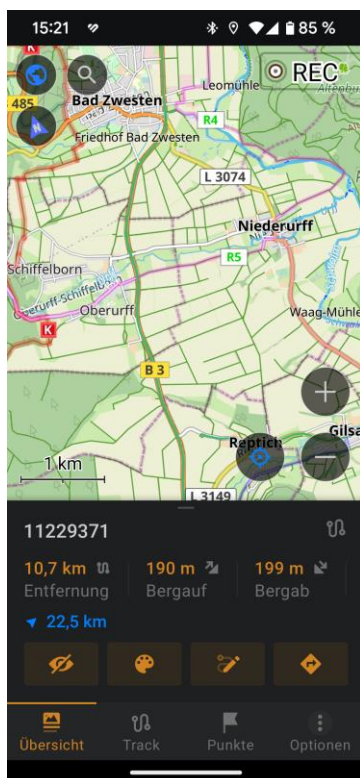 15:21
85 %
REC
Leomühle
485
Bad Zwesten
R4
Friedhof Bad Zwesten
L 3074
Niederurff
R5
Schiffelborn
Oberurff-Schiffelborn
Oberurff
K
Waag-Mühle
B 3
Gilsa
Reptich
1 km
L 3149
11229371
10,7 km
190 m
199 m
Entfernung
Bergauf
Bergab
22,5 km
Übersicht
Track
Punkte
Optionen